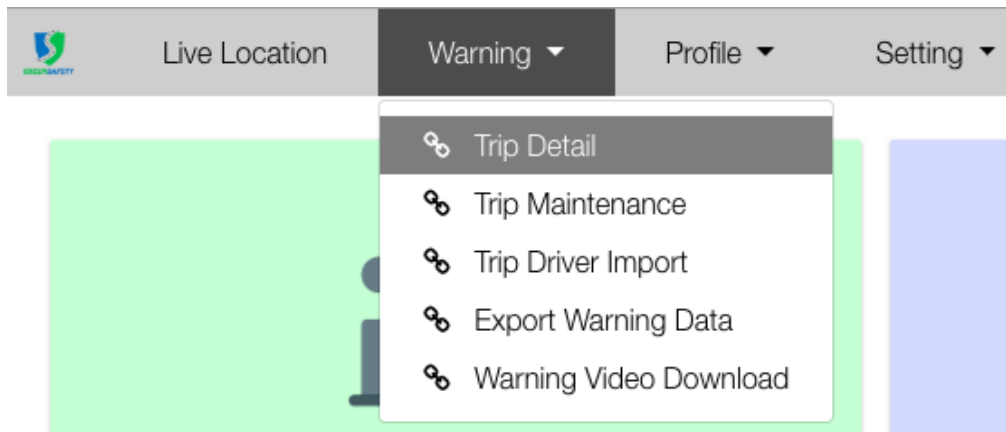 Live Location
Warning
Profile
Setting
Trip Detail
Trip Maintenance
Trip Driver Import
Export Warning Data
Warning Video Download